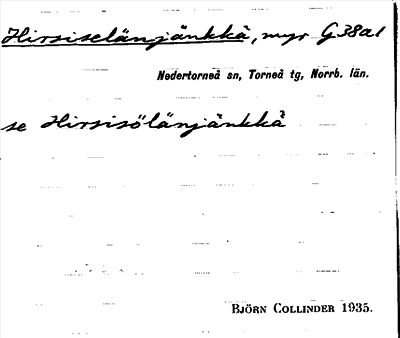 Hirsiselänjänkkä, myr G38a1
Nedertorneå sn, Torneå tg, Norrb. län.
se Hirsisölänjänkkä
BJÖRN COLLINDER 1935.